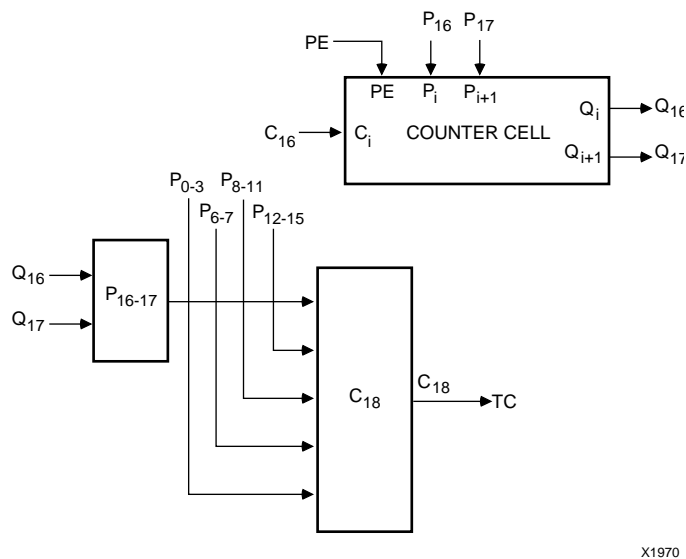 P16 P17
PE
PE Pi Pi+1
Qi Q16
C16 Ci COUNTER CELL
Qi+1 Q17
P0-3 P8-11
P6-7 P12-15
Q16
P16-17
Q17
C18 C18 TC
X1970